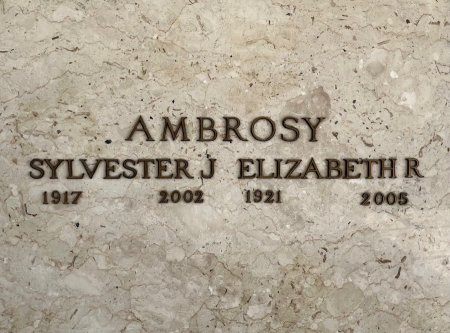 AMBROSY
SYLVESTER J ELIZABETH R
1917 2002 1921 2005